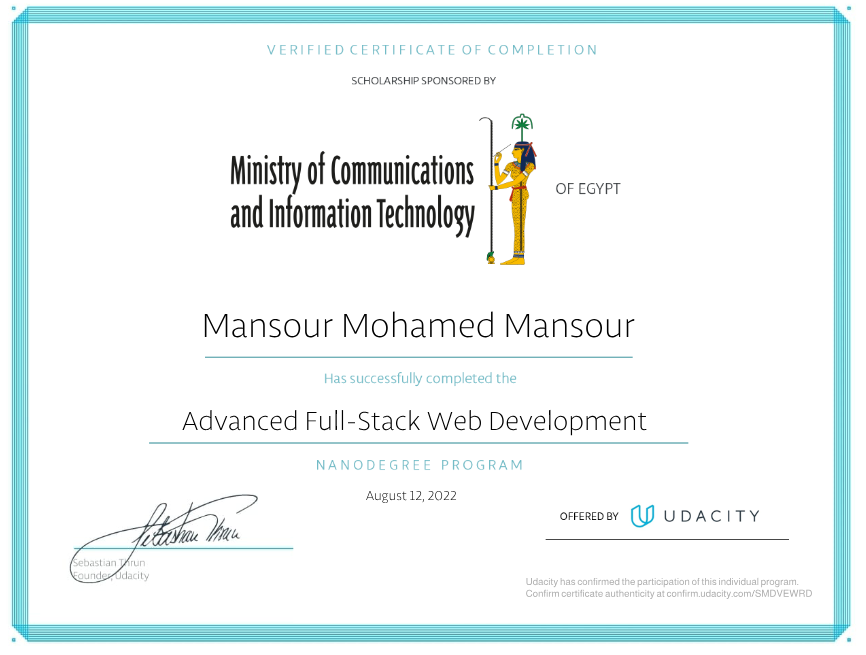 VERIFIED CERTIFICATE OF COMPLETION
SCHOLARSHIP SPONSORED BY
Ministry of Communications
and Information Technology
OF EGYPT
Mansour Mohamed Mansour
Has successfully completed the
Advanced Full-Stack Web Development
NANODEGREE PROGRAM
August 12, 2022
Sebastian Thrun
Sebastian Thrun
Founder, Udacity
OFFERED BY UDACITY
Udacity has confirmed the participation of this individual program.
Confirm certificate authenticity at confirm.udacity.com/SMDVEWRD